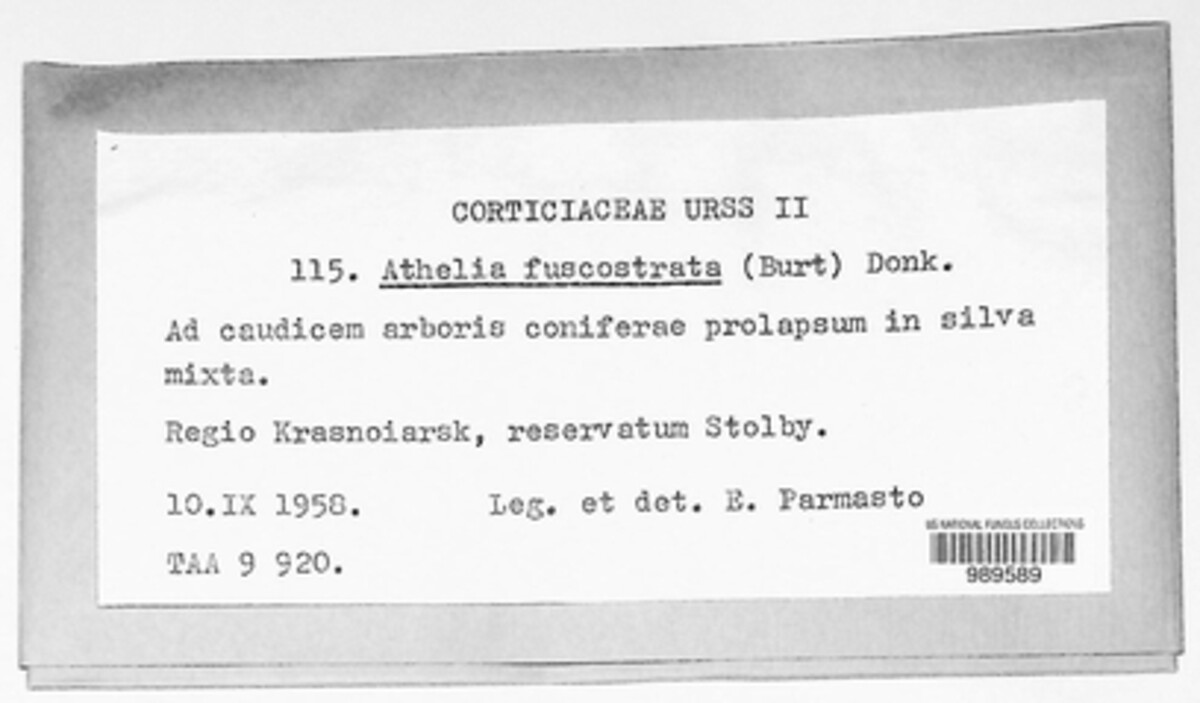 CORTICIACEAE URSS II
115. Athelia fuscostrata (Burt) Donk.
Ad caudicem arboris coniferae prolapsum in silva
mixta.
Regio Krasnoiarsk, reservatum Stolby.
10.IX 1958. Leg. et det. E. Parmasto
TAA 9 920.
US NATIONAL FUNGUS COLLECTIONS
989589